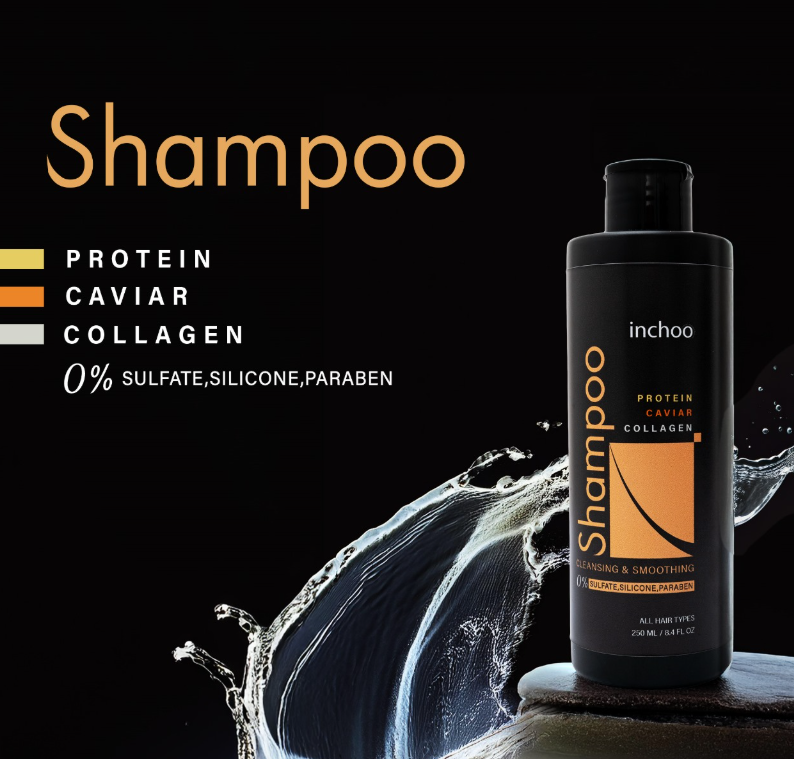 Shampoo
PROTEIN
CAVIAR
COLLAGEN
0% SULFATE,SILICONE,PARABEN
inchoo
Shampoo
PROTEIN
CAVIAR
COLLAGEN
CLEANSING & SMOOTHING
0% SULFATE,SILICONE,PARABEN
ALL HAIR TYPES
250 ML / 8.4 FL OZ